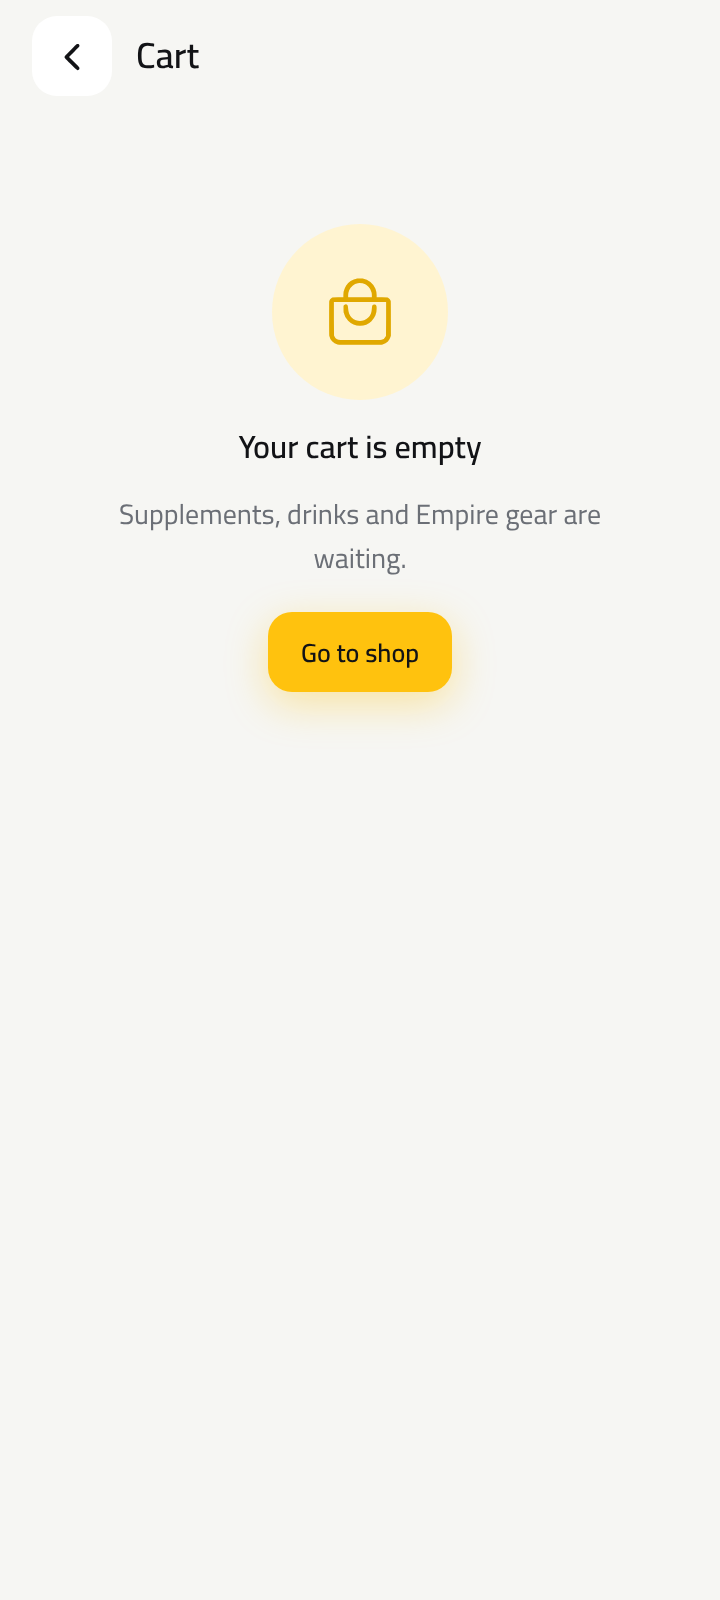 Cart
Your cart is empty
Supplements, drinks and Empire gear are
waiting.
Go to shop